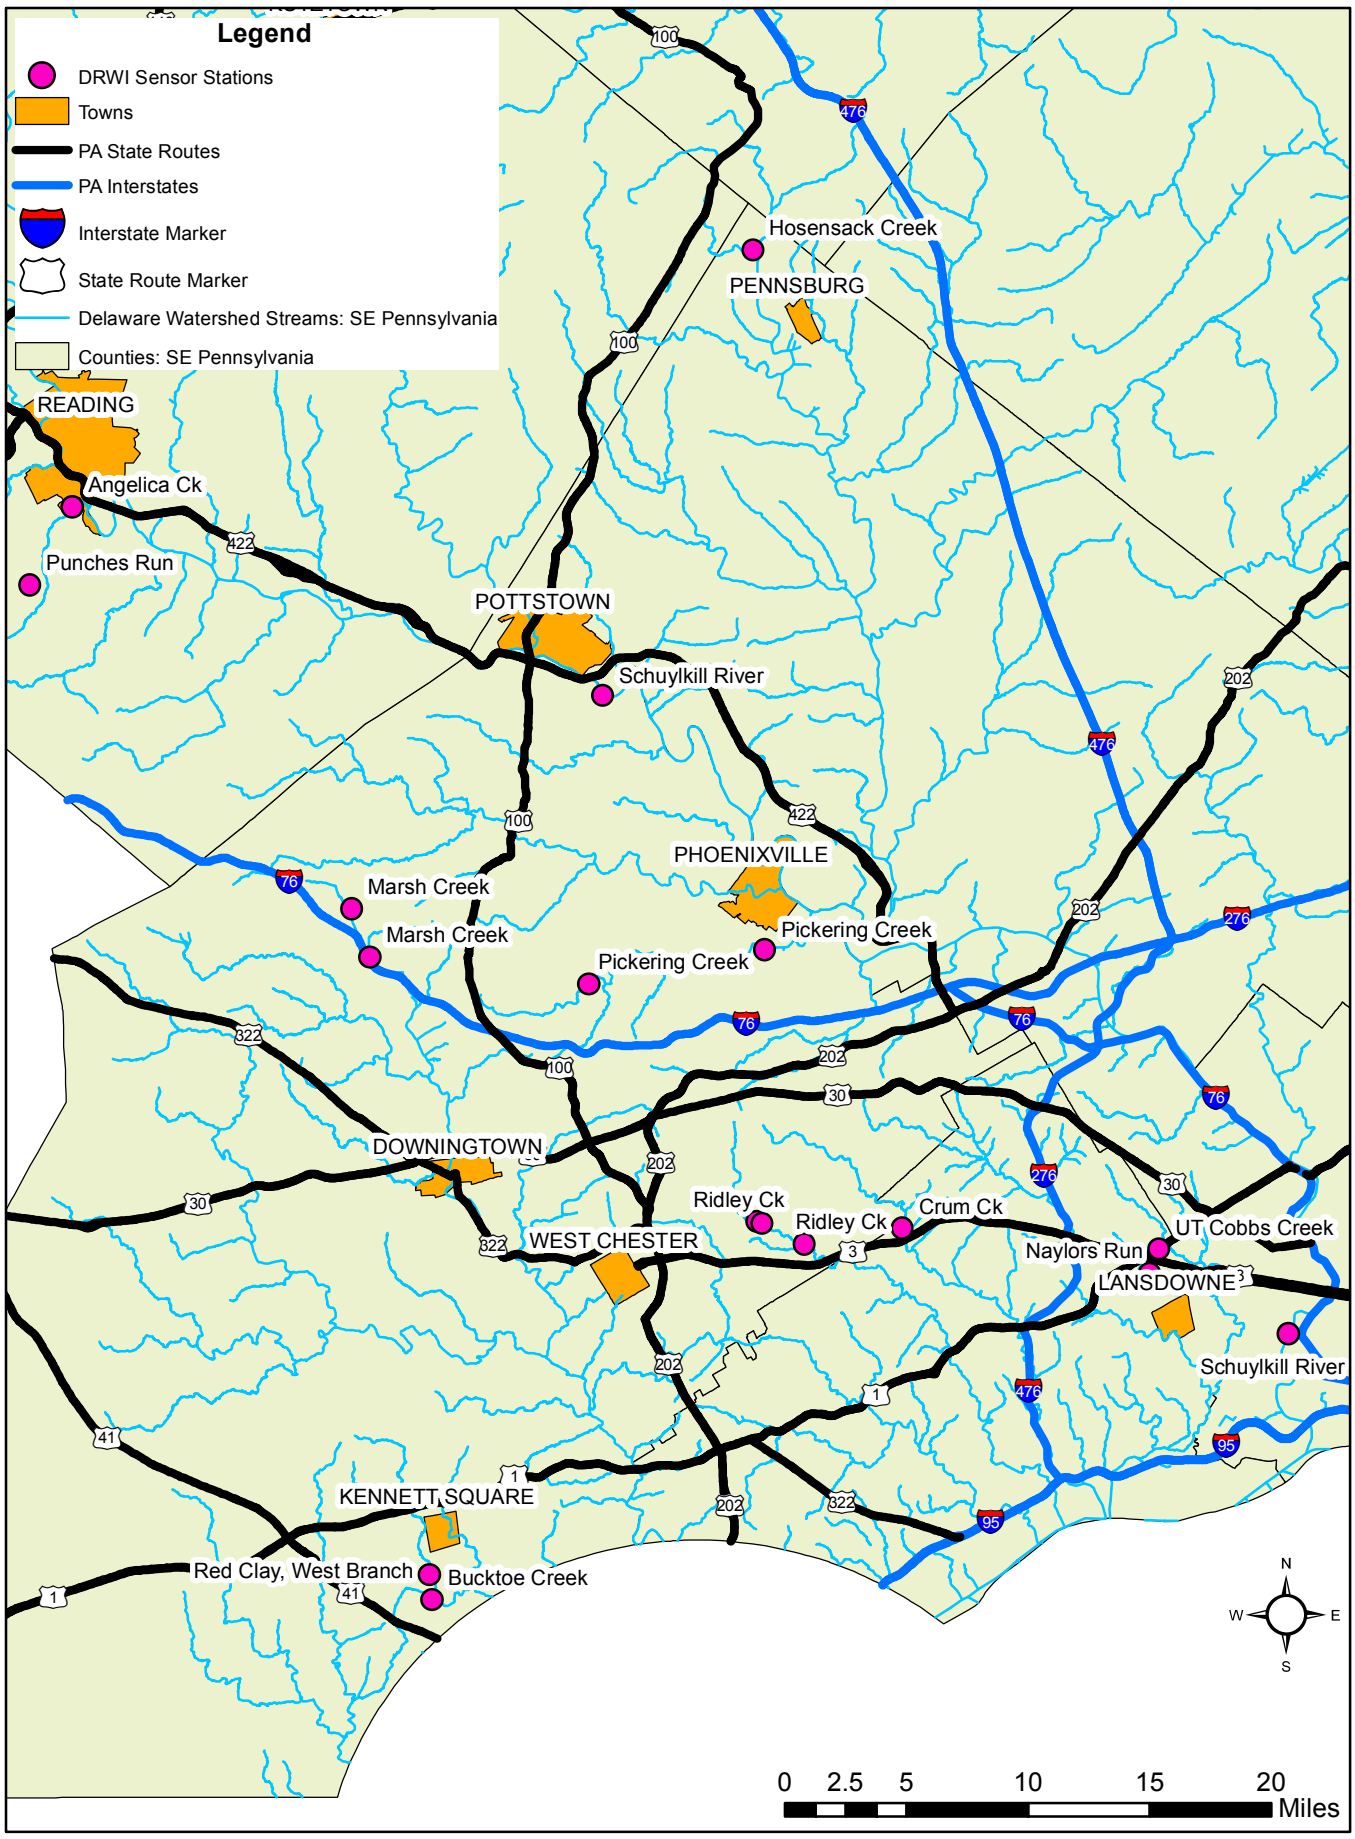 100
476
Legend
DRWI Sensor Stations
Towns
PA State Routes
PA Interstates
Interstate Marker
State Route Marker
Delaware Watershed Streams: SE Pennsylvania
Counties: SE Pennsylvania
Hosensack Creek
PENNSBURG
100
READING
Angelica Ck
422
Punches Run
POTTSTOWN
Schuylkill River
202
476
100
422
PHOENIXVILLE
76
Marsh Creek
202
276
Marsh Creek
Pickering Creek
Pickering Creek
76
76
322
202
100
30
76
DOWNINGTOWN
202
276
30
30
Ridley Ck
Ridley Ck
Crum Ck
UT Cobbs Creek
322
WEST CHESTER
3
Naylors Run
LANSDOWNE
3
202
Schuylkill River
476
1
41
95
1
KENNETT SQUARE
202
322
95
Red Clay, West Branch
Bucktoe Creek
1
41
N
W
E
S
0 2.5 5 10 15 20
Miles